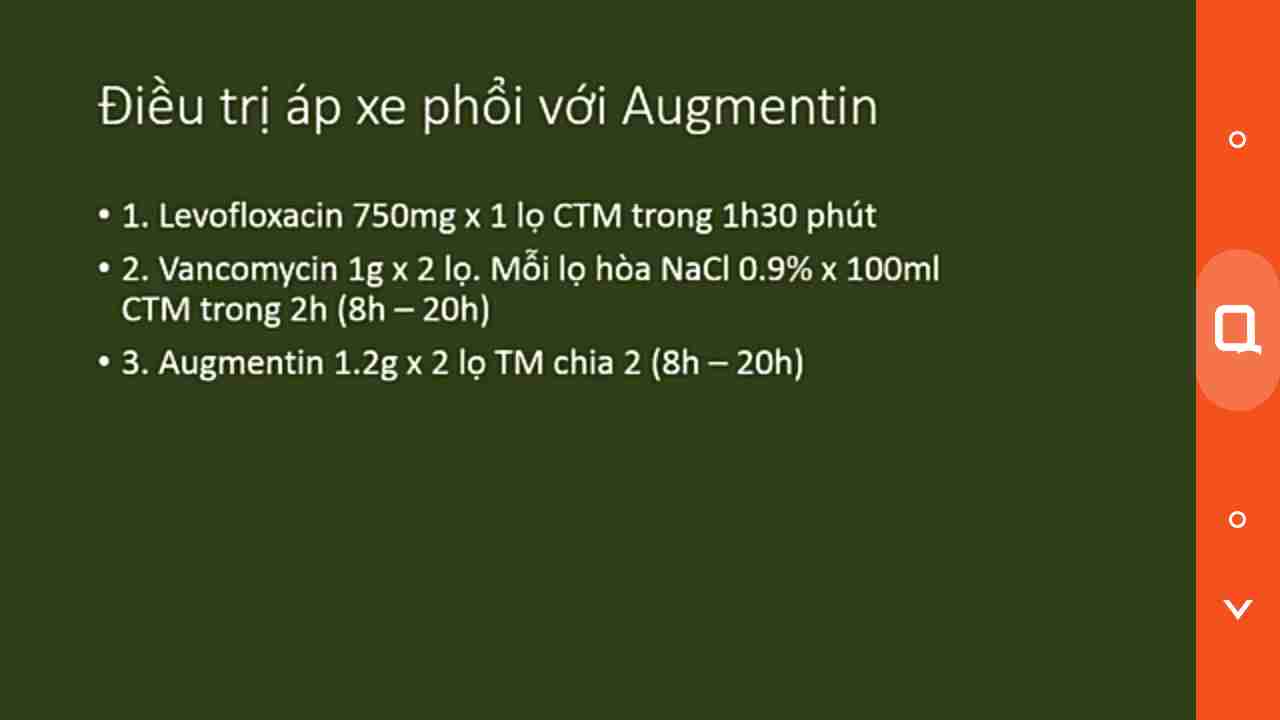 Điều trị áp xe phổi với Augmentin
• 1. Levofloxacin 750mg x 1 lọ CTM trong 1h30 phút
• 2. Vancomycin 1g x 2 lọ. Mỗi lọ hòa NaCl 0.9% x 100ml
CTM trong 2h (8h – 20h)
• 3. Augmentin 1.2g x 2 lọ TM chia 2 (8h – 20h)